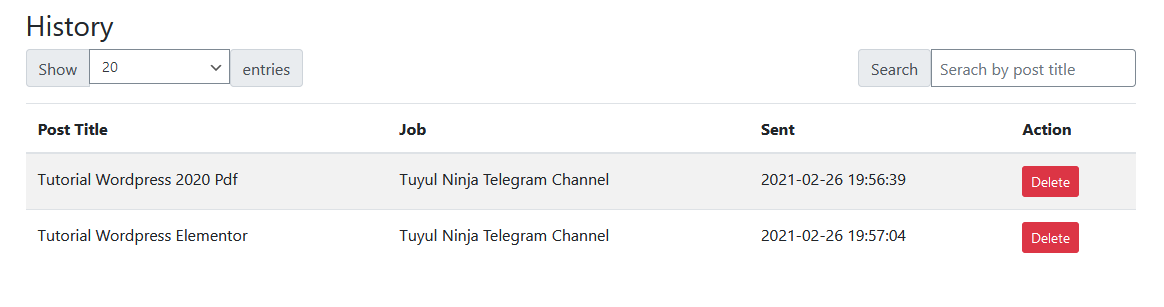 History
Show 20 entries Search Serach by post title
Post Title Job Sent Action
Tutorial Wordpress 2020 Pdf Tuyul Ninja Telegram Channel 2021-02-26 19:56:39 Delete
Tutorial Wordpress Elementor Tuyul Ninja Telegram Channel 2021-02-26 19:57:04 Delete